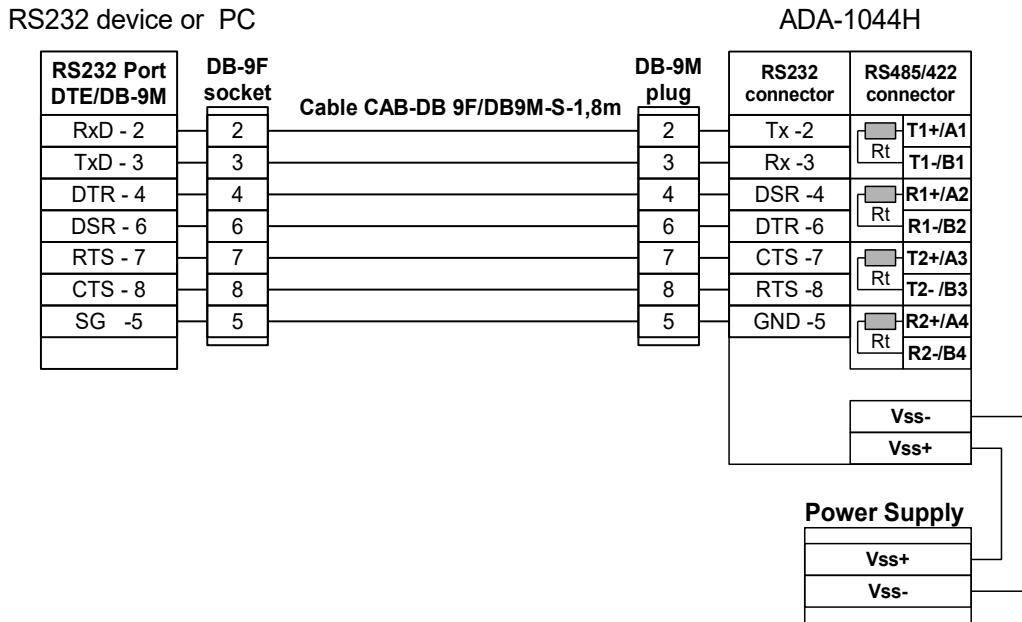 RS232 device or PC
ADA-1044H
RS232 Port
DTE/DB-9M
DB-9F
socket
Cable CAB-DB 9F/DB9M-S-1,8m
DB-9M
plug
RS232
connector
RS485/422
connector
RxD - 2
2
2
Tx -2
T1+/A1
Rt
TxD - 3
3
3
Rx -3
T1-/B1
DTR - 4
4
4
DSR -4
R1+/A2
Rt
DSR - 6
6
6
DTR -6
R1-/B2
RTS - 7
7
7
CTS -7
T2+/A3
Rt
CTS - 8
8
8
RTS -8
T2- /B3
SG -5
5
5
GND -5
R2+/A4
Rt
R2-/B4
Vss-
Vss+
Power Supply
Vss+
Vss-